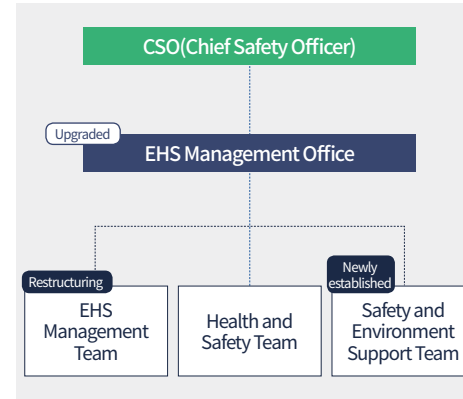 CSO(Chief Safety Officer)
Upgraded
EHS Management Office
Restructuring
EHS
Management
Team
Health and
Safety Team
Newly
established
Safety and
Environment
Support Team